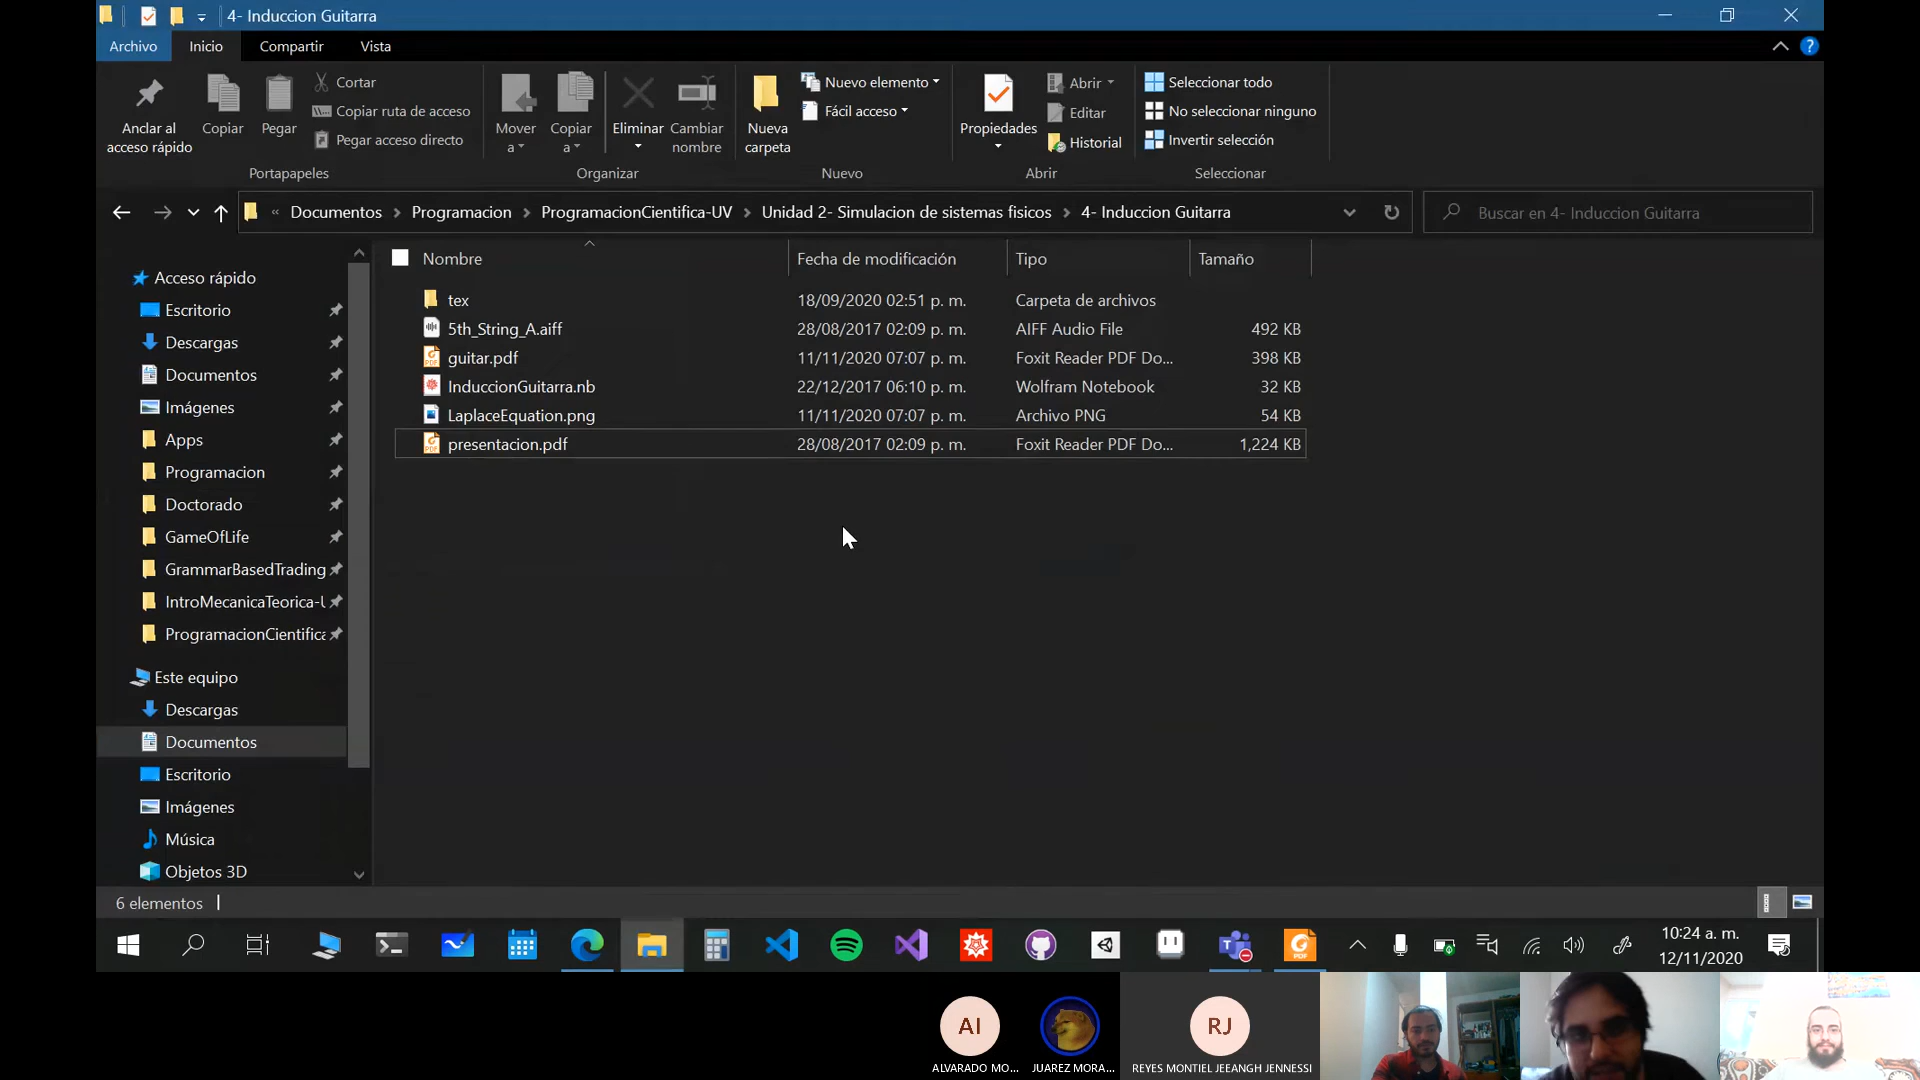 4- Induccion Guitarra
Archivo Inicio Compartir Vista
Anclar al acceso rápido
Copiar
Pegar
Cortar
Copiar ruta de acceso
Pegar acceso directo
Portapapeles
Mover a
Copiar a
Eliminar
Cambiar nombre
Organizar
Nueva carpeta
Nuevo elemento
Fácil acceso
Nuevo
Propiedades
Abrir
Editar
Historial
Abrir
Seleccionar todo
No seleccionar ninguno
Invertir selección
Seleccionar
« Documentos > Programacion > ProgramacionCientifica-UV > Unidad 2- Simulacion de sistemas fisicos > 4- Induccion Guitarra
Buscar en 4- Induccion Guitarra
Acceso rápido
Escritorio
Descargas
Documentos
Imágenes
Apps
Programacion
Doctorado
GameOfLife
GrammarBasedTrading
IntroMecanicaTeorica-U
ProgramacionCientifica
Este equipo
Descargas
Documentos
Escritorio
Imágenes
Música
Objetos 3D
Nombre Fecha de modificación Tipo Tamaño
tex 18/09/2020 02:51 p. m. Carpeta de archivos
5th_String_A.aiff 28/08/2017 02:09 p. m. AIFF Audio File 492 KB
guitar.pdf 11/11/2020 07:07 p. m. Foxit Reader PDF Do... 398 KB
InduccionGuitarra.nb 22/12/2017 06:10 p. m. Wolfram Notebook 32 KB
LaplaceEquation.png 11/11/2020 07:07 p. m. Archivo PNG 54 KB
presentacion.pdf 28/08/2017 02:09 p. m. Foxit Reader PDF Do... 1,224 KB
6 elementos
10:24 a. m.
12/11/2020
AI
ALVARADO MO...
JUAREZ MORA...
RJ
REYES MONTIEL JEEANGH JENNESSI